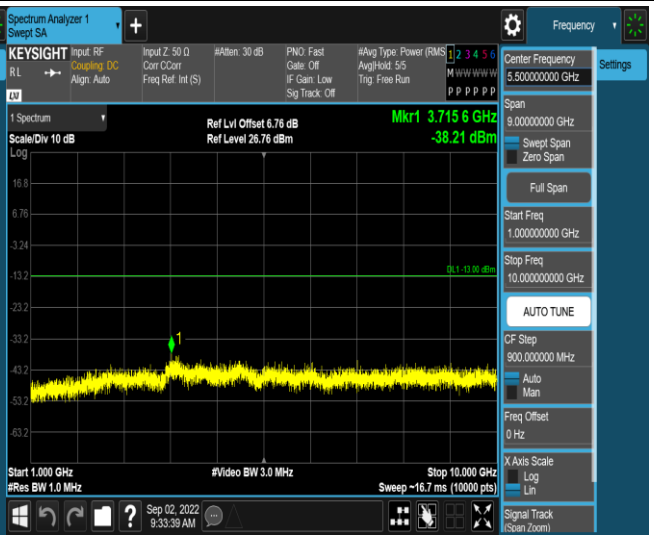 Spectrum Analyzer 1
Swept SA
+
Frequency
KEYSIGHT
Input: RF
Input Z: 50 Ω
#Atten: 30 dB
PNO: Fast
#Avg Type: Power (RMS
1 2 3 4 5 6
RL
Coupling: DC
Corr CCorr
Gate: Off
Avg|Hold: 5/5
M W W W W W
Align: Auto
Freq Ref: Int (S)
IF Gain: Low
Trig: Free Run
Sig Track: Off
P P P P P P
LXI
1 Spectrum
Ref Lvl Offset 6.76 dB
Mkr1 3.715 6 GHz
Scale/Div 10 dB
Ref Level 26.76 dBm
-38.21 dBm
Log
16.8
6.76
-3.24
-13.2
DL1 -13.00 dBm
-23.2
-33.2
1
-43.2
-53.2
-63.2
Start 1.000 GHz
#Video BW 3.0 MHz
Stop 10.000 GHz
#Res BW 1.0 MHz
Sweep ~16.7 ms (10000 pts)
?
Sep 02, 2022
9:33:39 AM
Settings
Center Frequency
5.500000000 GHz
Span
9.00000000 GHz
Swept Span
Zero Span
Full Span
Start Freq
1.000000000 GHz
Stop Freq
10.000000000 GHz
AUTO TUNE
CF Step
900.000000 MHz
Auto
Man
Freq Offset
0 Hz
X Axis Scale
Log
Lin
Signal Track
(Span Zoom)